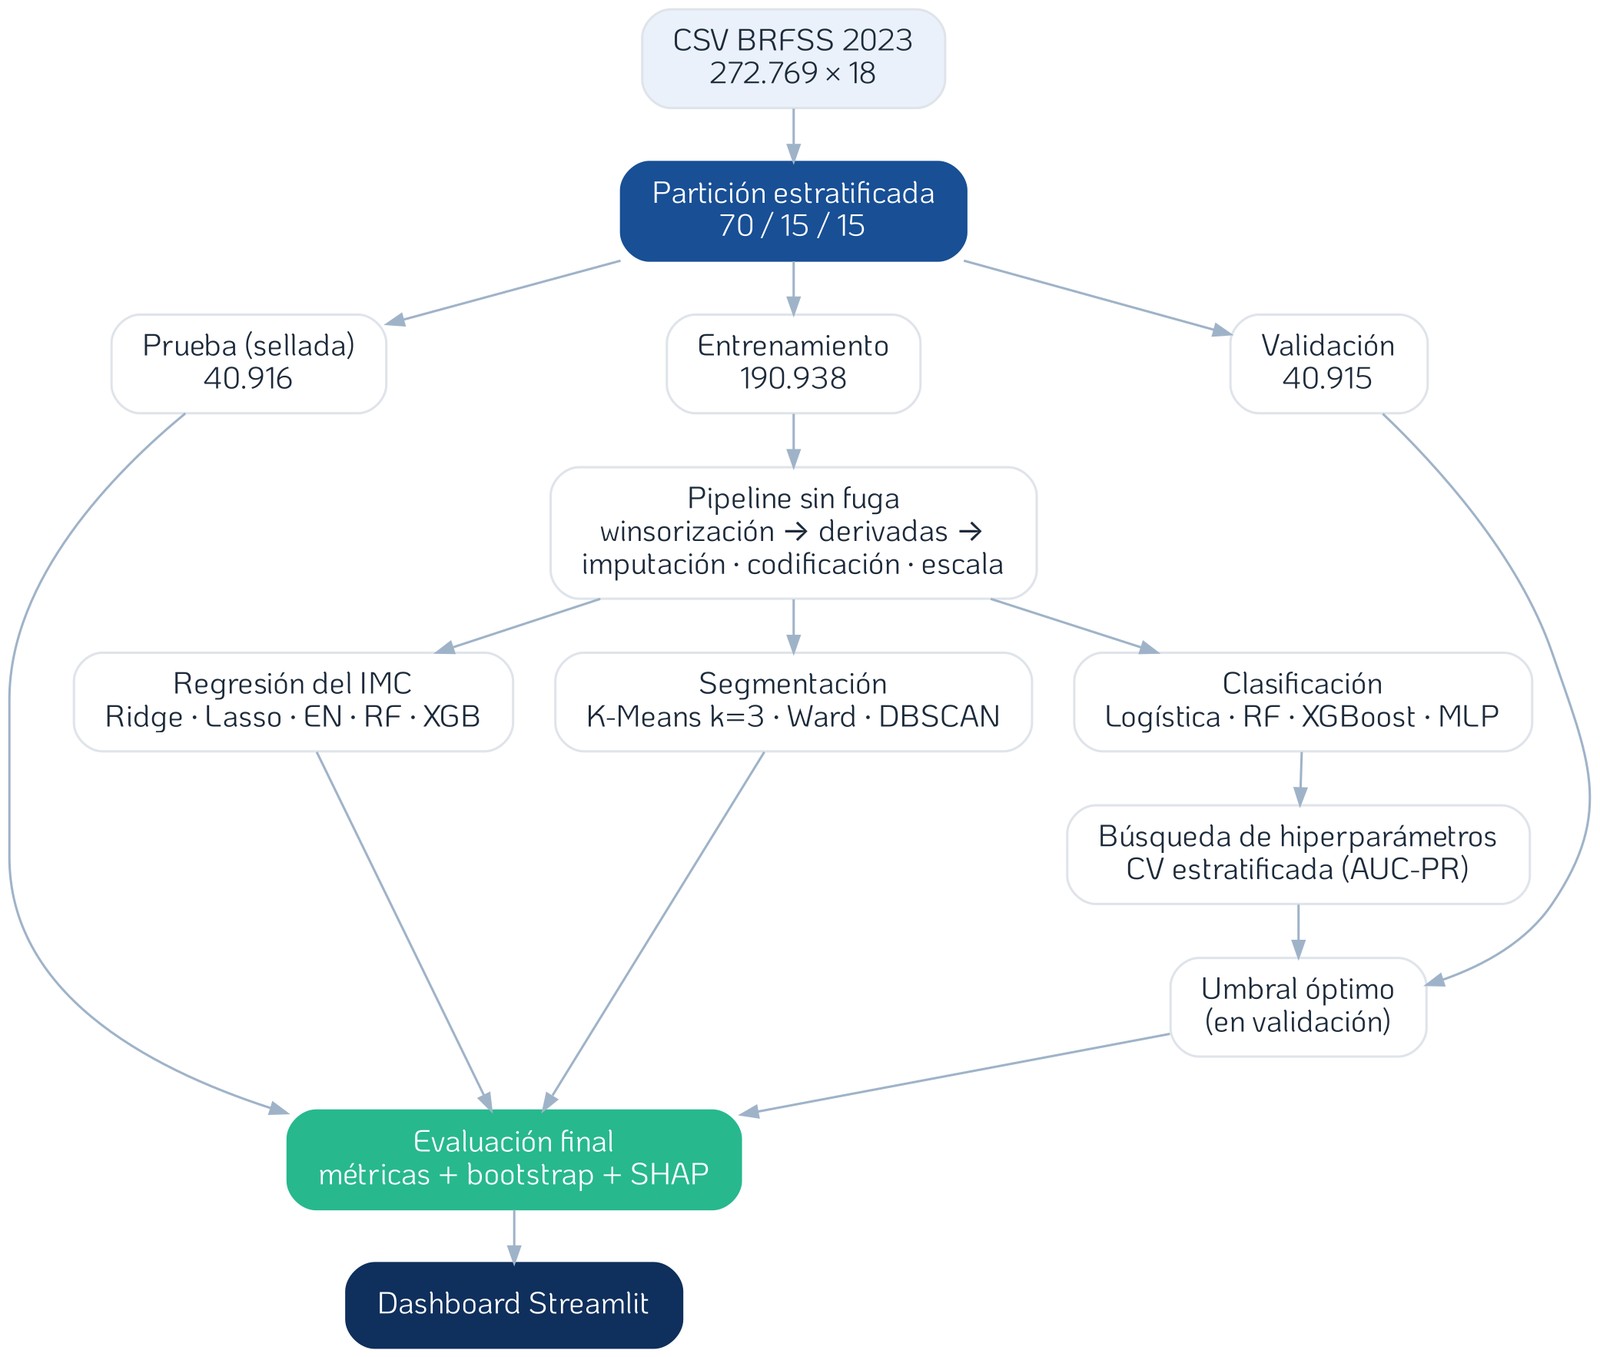 CSV BRFSS 2023
272.769 × 18
Partición estratificada
70 / 15 / 15
Prueba (sellada)
40.916
Entrenamiento
190.938
Validación
40.915
Pipeline sin fuga
winsorización → derivadas →
imputación · codificación · escala
Regresión del IMC
Ridge · Lasso · EN · RF · XGB
Segmentación
K-Means k=3 · Ward · DBSCAN
Clasificación
Logística · RF · XGBoost · MLP
Búsqueda de hiperparámetros
CV estratificada (AUC-PR)
Umbral óptimo
(en validación)
Evaluación final
métricas + bootstrap + SHAP
Dashboard Streamlit